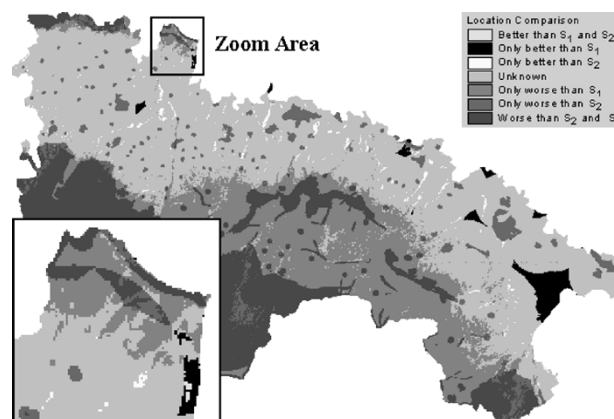 Zoom Area
Location Comparison
Better than S1 and S2
Only better than S1
Only better than S2
Unknown
Only worse than S1
Only worse than S2
Worse than S2 and S